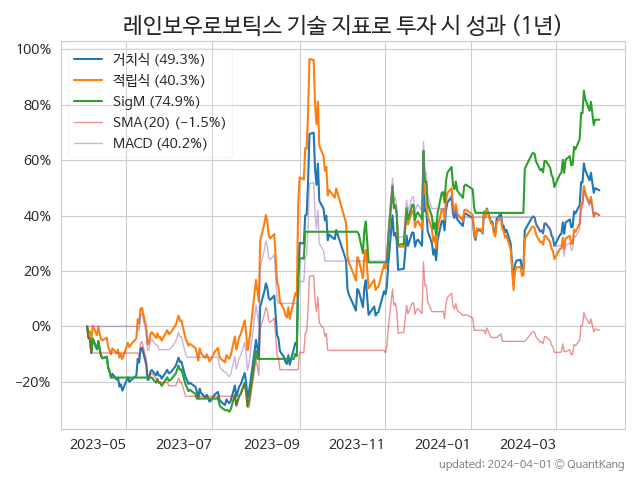 레인보우로보틱스 기술 지표로 투자 시 성과 (1년)
거치식 (49.3%)
적립식 (40.3%)
SigM (74.9%)
SMA(20) (−1.5%)
MACD (40.2%)
100%
80%
60%
40%
20%
0%
−20%
2023-05 2023-07 2023-09 2023-11 2024-01 2024-03
updated: 2024-04-01 © QuantKang